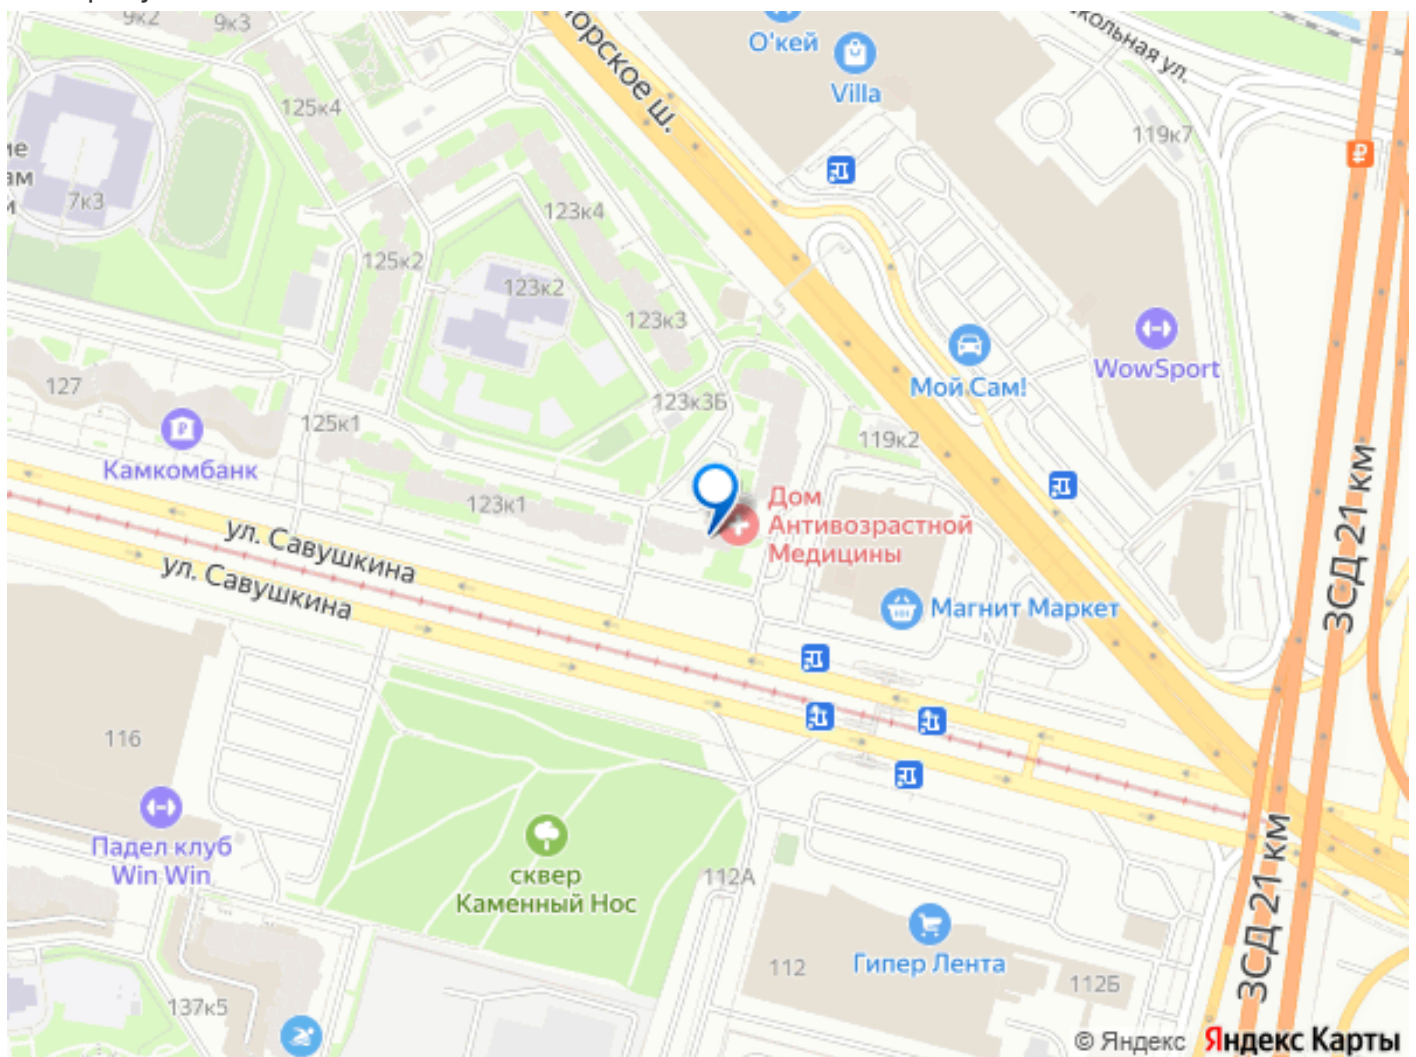 9к2
9к3
О'кей
Villa
125к4
119к7
7к3
123к4
125к2
123к2
123к3
WowSport
Мой Сам!
127
123к3Б
125к1
119к2
Камкомбанк
123к1
Дом
Антивозрастной
Медицины
ул. Савушкина
ул. Савушкина
ЗСД 21 км
Магнит Маркет
116
Падел клуб
Win Win
сквер
Каменный Нос
112А
ЗСД 21 км
112
Гипер Лента
112Б
137к5
© Яндекс Яндекс Карты